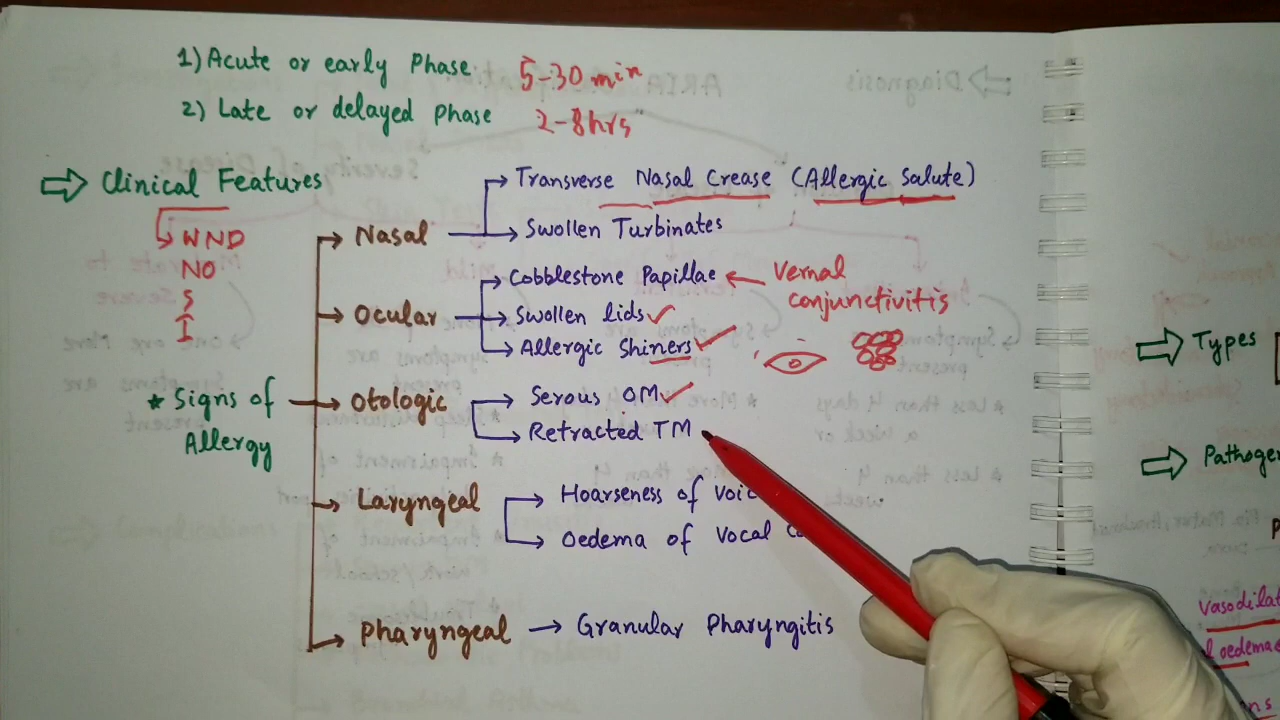 1) Acute or early Phase 5-30 min
2) Late or delayed Phase 2-8hrs
Clinical Features
WND
NO
S
I
* Signs of Allergy
Nasal
Transverse Nasal Crease (Allergic Salute)
Swollen Turbinates
Ocular
Cobblestone Papillae ← Vernal conjunctivitis
Swollen lids ✓
Allergic Shiners ✓
Otologic
Serous OM ✓
Retracted TM
Laryngeal
Hoarseness of
Oedema of Vocal
Pharyngeal → Granular Pharyngitis
Types